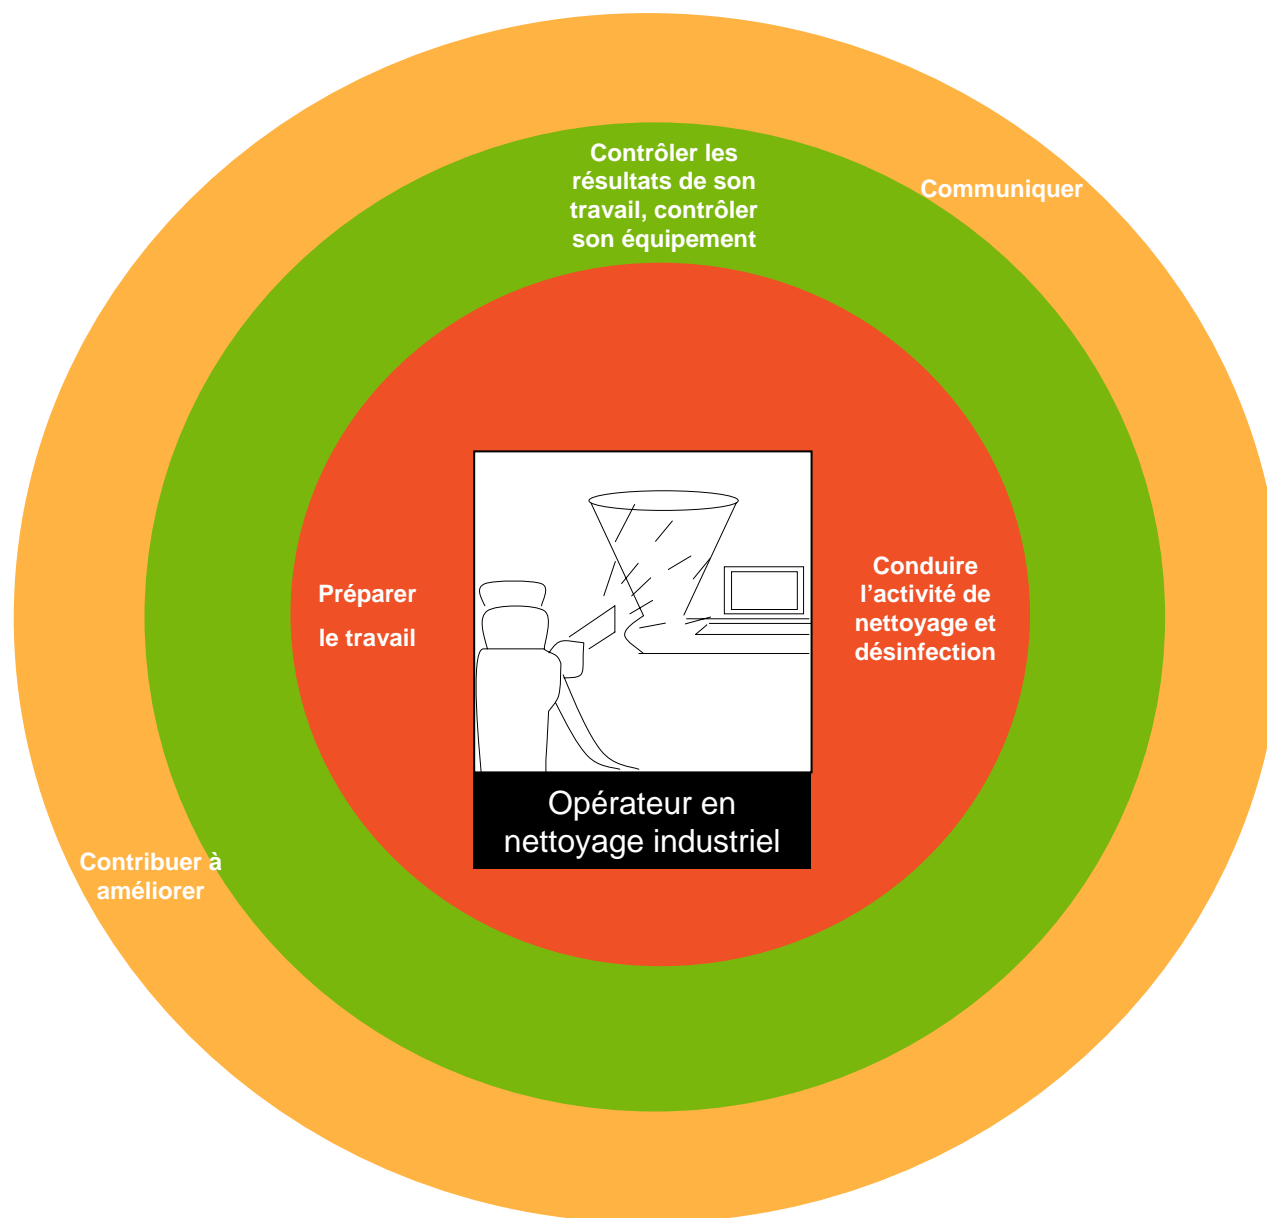 Contrôler les
résultats de son
travail, contrôler
son équipement
Communiquer
Préparer
le travail
Conduire
l’activité de
nettoyage et
désinfection
Opérateur en
nettoyage industriel
Contribuer à
améliorer